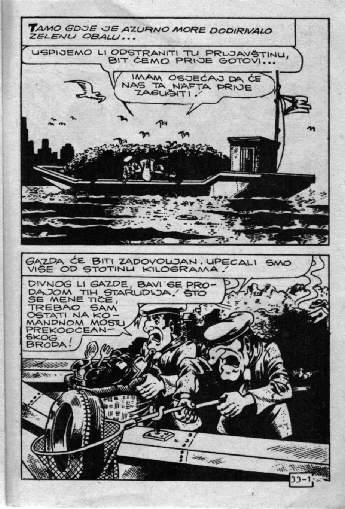 TAMO GDJE JE AZURNO MORE DODIRIVALO
ZELENU OBALU...
USPIJEMO LI ODSTRANITI TU PRLJAVŠTINU,
BIT ĆEMO PRIJE GOTOVI...
IMAM OSJEĆAJ DA ĆE
NAS TA NAFTA PRIJE
ZAGUŠITI!
GAZDA ĆE BITI ZADOVOLJAN. UPECALI SMO
VIŠE OD STOTINU KILOGRAMA!
DIVNOG LI GAZDE, BAVI SE PRO-
DAJOM TIH STARUDIJA! ŠTO
SE MENE TIČE,
TREBAO SAM
OSTATI NA KO
MANDNOM MOSTU
PREKOOCEAN-
SKOG
BRODA!
33-1